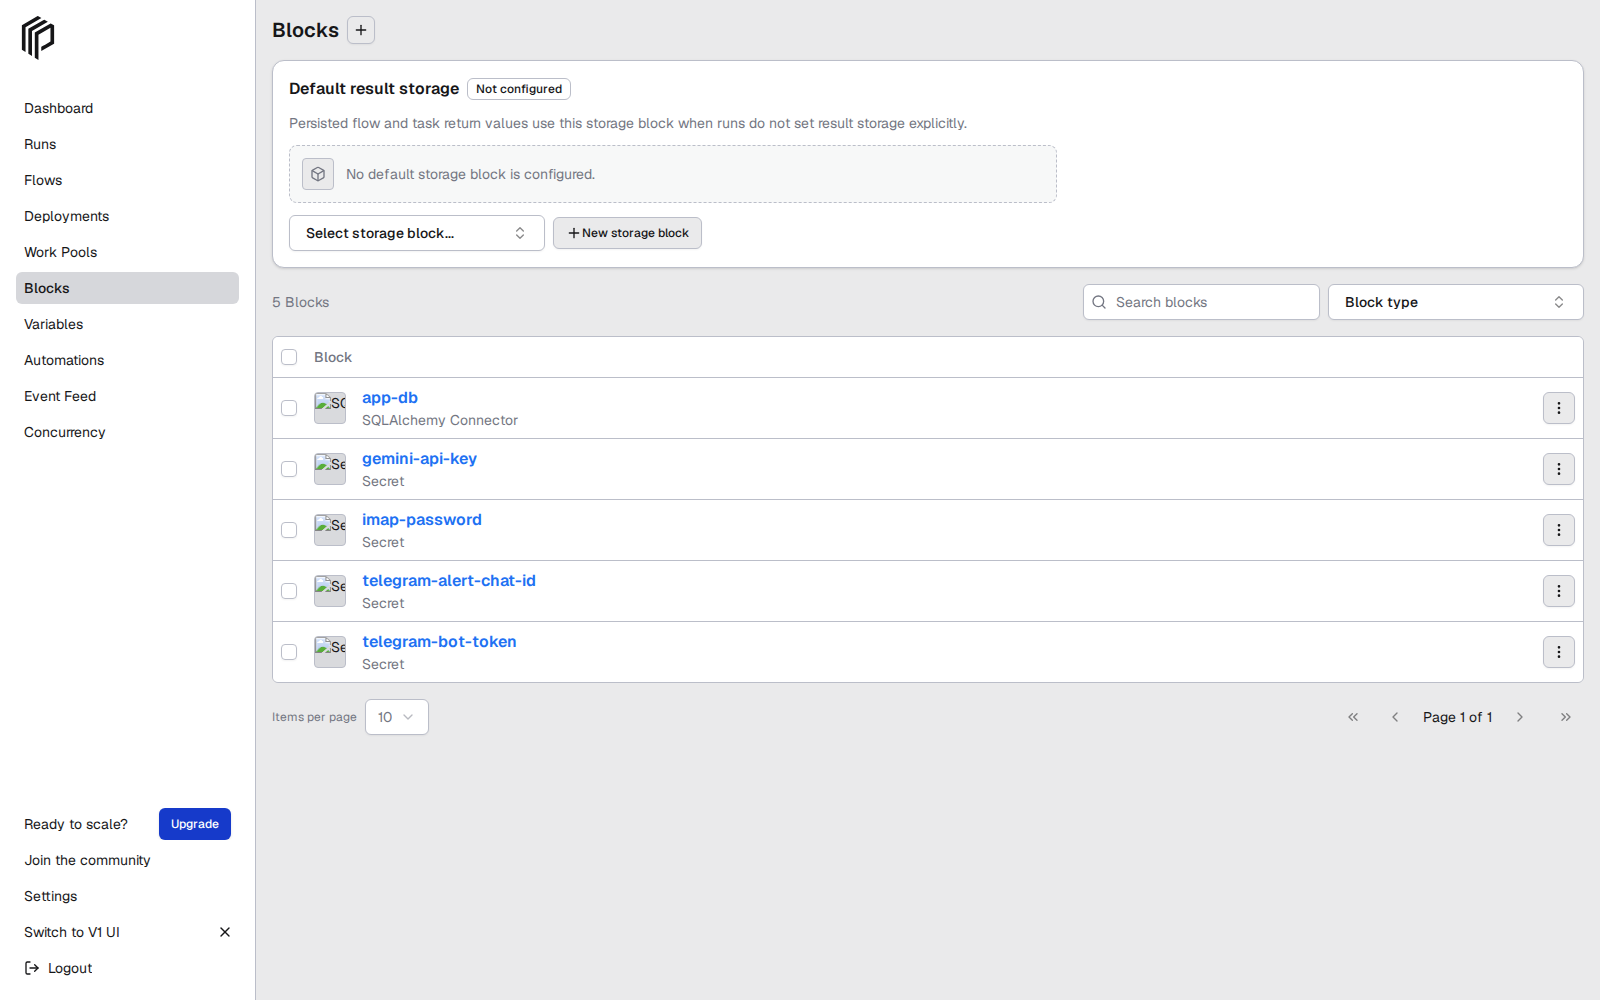 Blocks
Default result storage
Not configured
Persisted flow and task return values use this storage block when runs do not set result storage explicitly.
No default storage block is configured.
Select storage block...
New storage block
5 Blocks
Search blocks
Block type
Block
app-db
SQLAlchemy Connector
gemini-api-key
Secret
imap-password
Secret
telegram-alert-chat-id
Secret
telegram-bot-token
Secret
Items per page
10
Page 1 of 1
Dashboard
Runs
Flows
Deployments
Work Pools
Blocks
Variables
Automations
Event Feed
Concurrency
Ready to scale?
Upgrade
Join the community
Settings
Switch to V1 UI
Logout